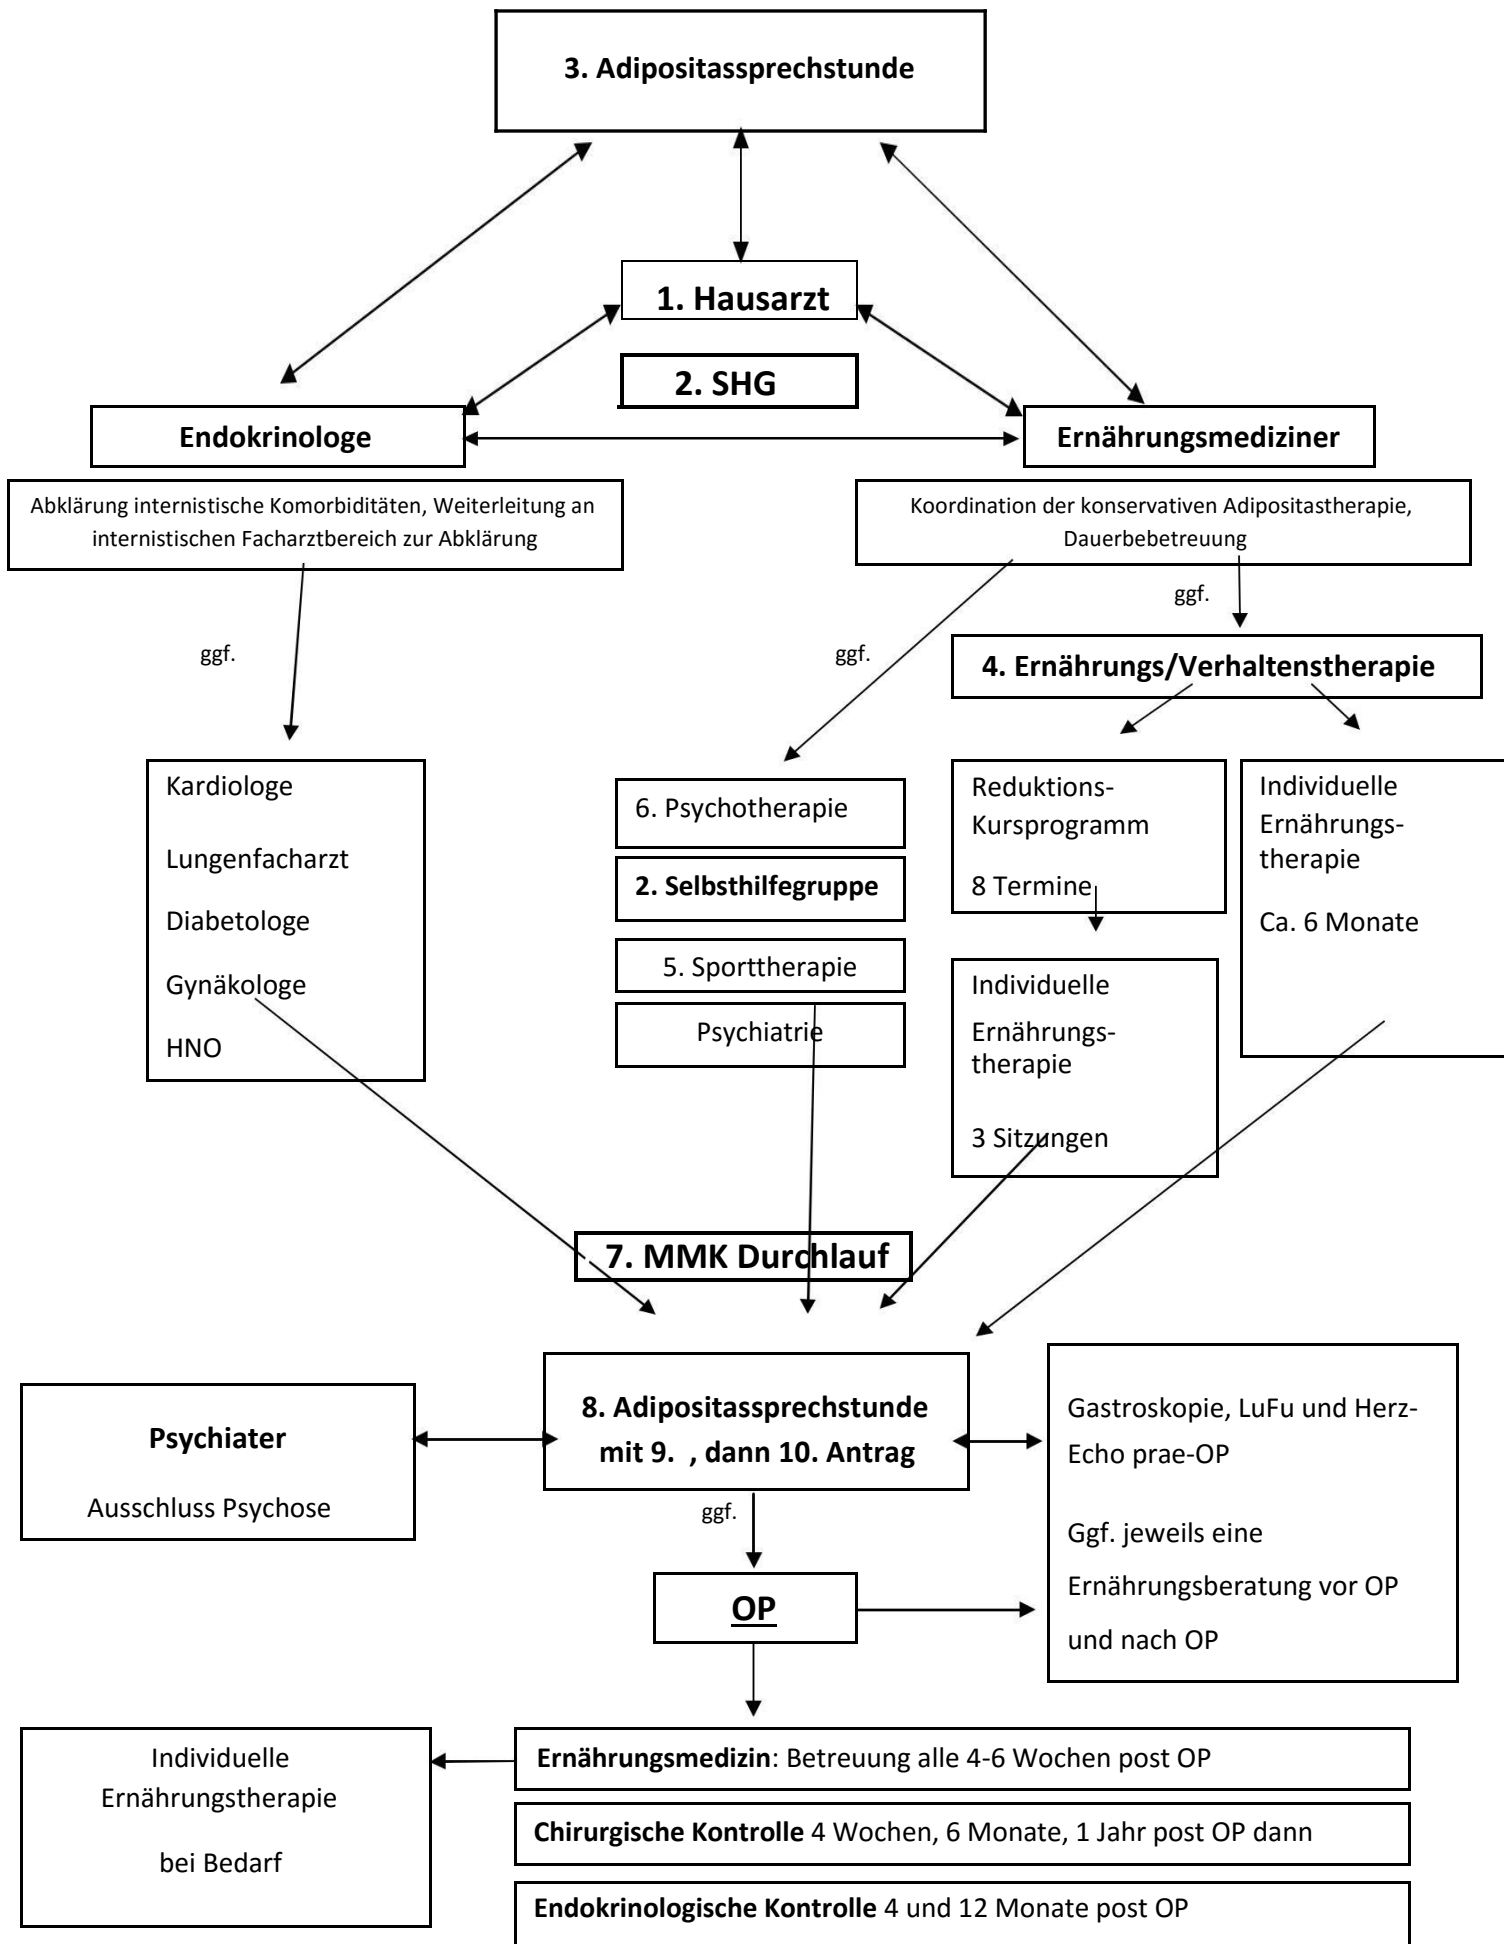 3. Adipositassprechstunde
1. Hausarzt
2. SHG
Endokrinologe
Ernährungsmediziner
Abklärung internistische Komorbiditäten, Weiterleitung an
internistischen Facharztbereich zur Abklärung
Koordination der konservativen Adipositastherapie,
Dauerbebetreuung
ggf.
ggf.
ggf.
4. Ernährungs/Verhaltenstherapie
Kardiologe
Lungenfacharzt
Diabetologe
Gynäkologe
HNO
6. Psychotherapie
2. Selbsthilfegruppe
5. Sporttherapie
Psychiatrie
Reduktions-
Kursprogramm
8 Termine
Individuelle
Ernährungs-
therapie
3 Sitzungen
Individuelle
Ernährungs-
therapie
Ca. 6 Monate
7. MMK Durchlauf
Psychiater
Ausschluss Psychose
8. Adipositassprechstunde
mit 9. , dann 10. Antrag
Gastroskopie, LuFu und Herz-
Echo prae-OP
Ggf. jeweils eine
Ernährungsberatung vor OP
und nach OP
ggf.
OP
Individuelle
Ernährungstherapie
bei Bedarf
Ernährungsmedizin: Betreuung alle 4-6 Wochen post OP
Chirurgische Kontrolle 4 Wochen, 6 Monate, 1 Jahr post OP dann
Endokrinologische Kontrolle 4 und 12 Monate post OP